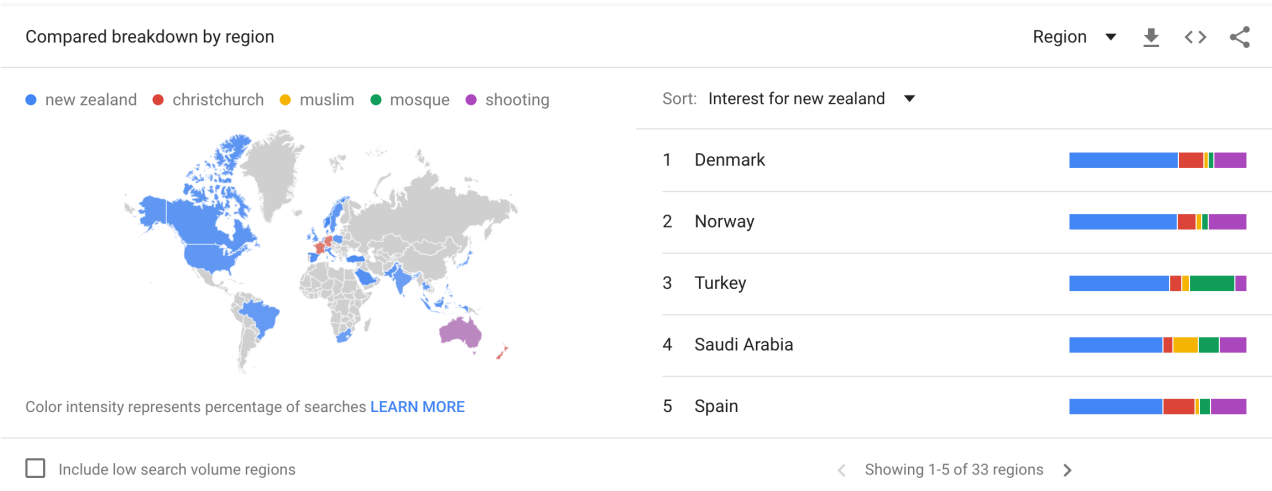 Compared breakdown by region
Region
new zealand christchurch muslim mosque shooting
Sort: Interest for new zealand
1 Denmark
2 Norway
3 Turkey
4 Saudi Arabia
5 Spain
Color intensity represents percentage of searches LEARN MORE
Include low search volume regions
Showing 1-5 of 33 regions